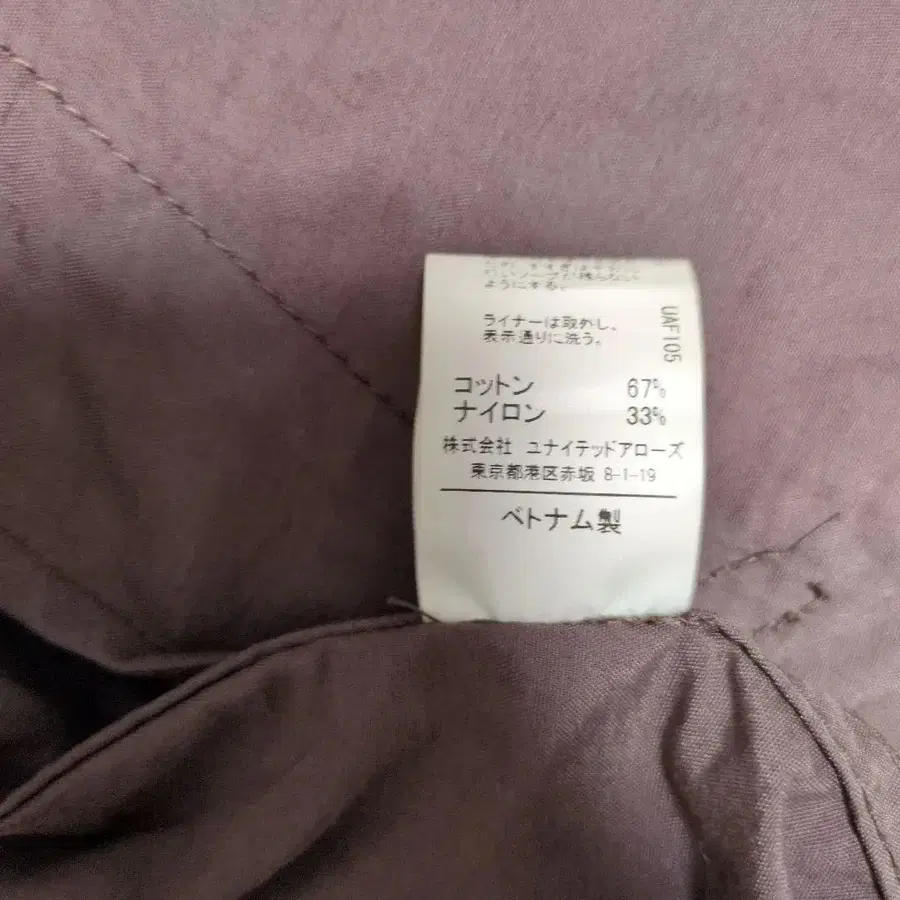 ようにする。
ライナーは取外し、
表示通りに洗う。
UAF105
コットン 67%
ナイロン 33%
株式会社 ユナイテッドアローズ
東京都港区赤坂 8-1-19
ベトナム製